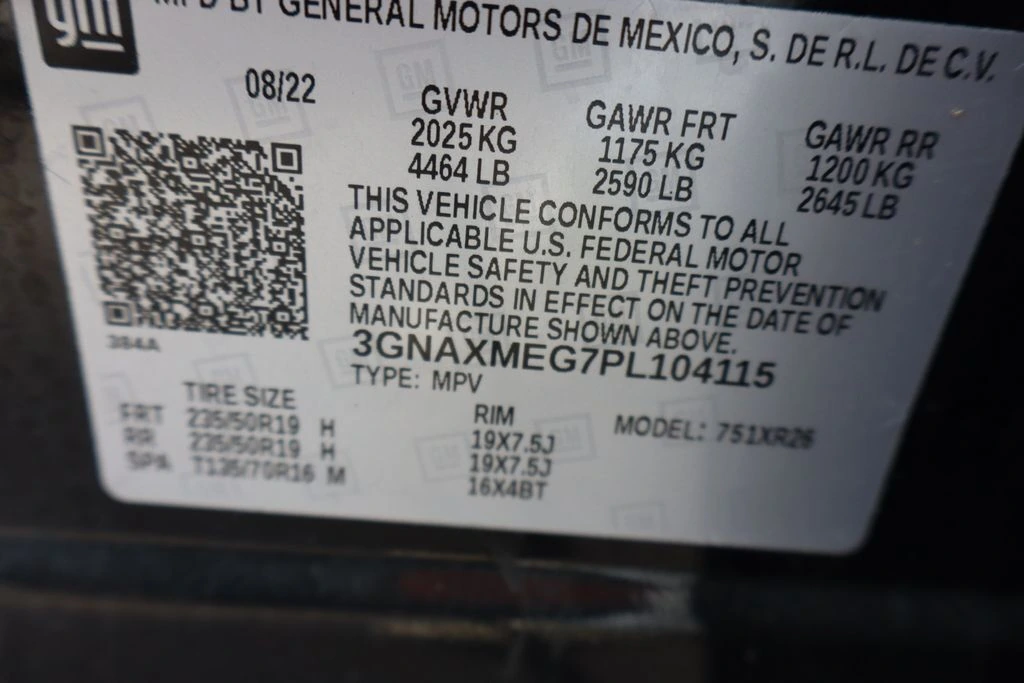 gm
MFD BY GENERAL MOTORS DE MEXICO, S. DE R.L. DE C.V.
08/22
GVWR
2025 KG
4464 LB
GAWR FRT
1175 KG
2590 LB
GAWR RR
1200 KG
2645 LB
THIS VEHICLE CONFORMS TO ALL
APPLICABLE U.S. FEDERAL MOTOR
VEHICLE SAFETY AND THEFT PREVENTION
STANDARDS IN EFFECT ON THE DATE OF
MANUFACTURE SHOWN ABOVE.
3GNAXMEG7PL104115
384A
TYPE: MPV
TIRE SIZE
RIM
MODEL: 751XR26
FRT 235/50R19 H 19X7.5J
RR 235/50R19 H 19X7.5J
SPA T135/70R16 M 16X4BT